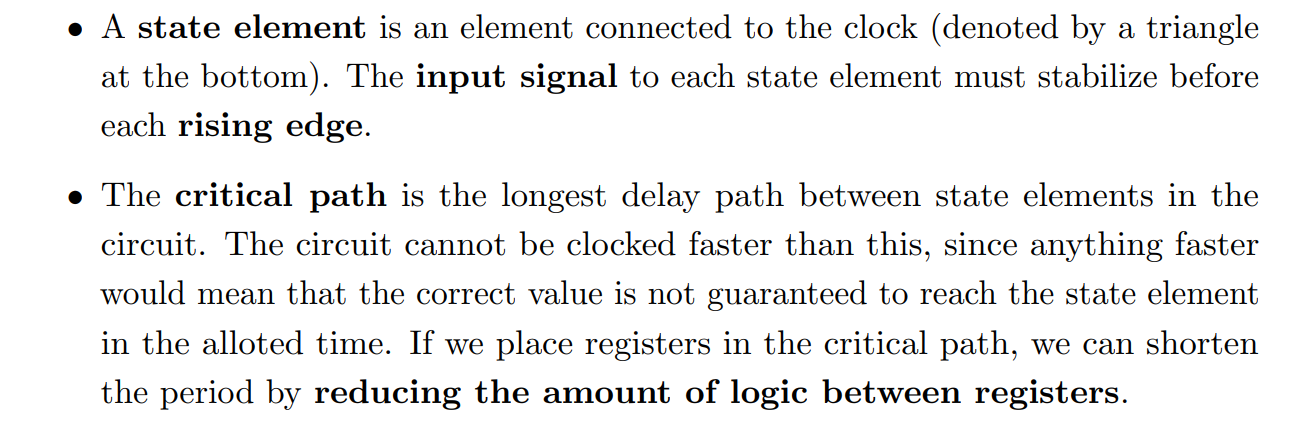 • A state element is an element connected to the clock (denoted by a triangle
at the bottom). The input signal to each state element must stabilize before
each rising edge.
• The critical path is the longest delay path between state elements in the
circuit. The circuit cannot be clocked faster than this, since anything faster
would mean that the correct value is not guaranteed to reach the state element
in the alloted time. If we place registers in the critical path, we can shorten
the period by reducing the amount of logic between registers.